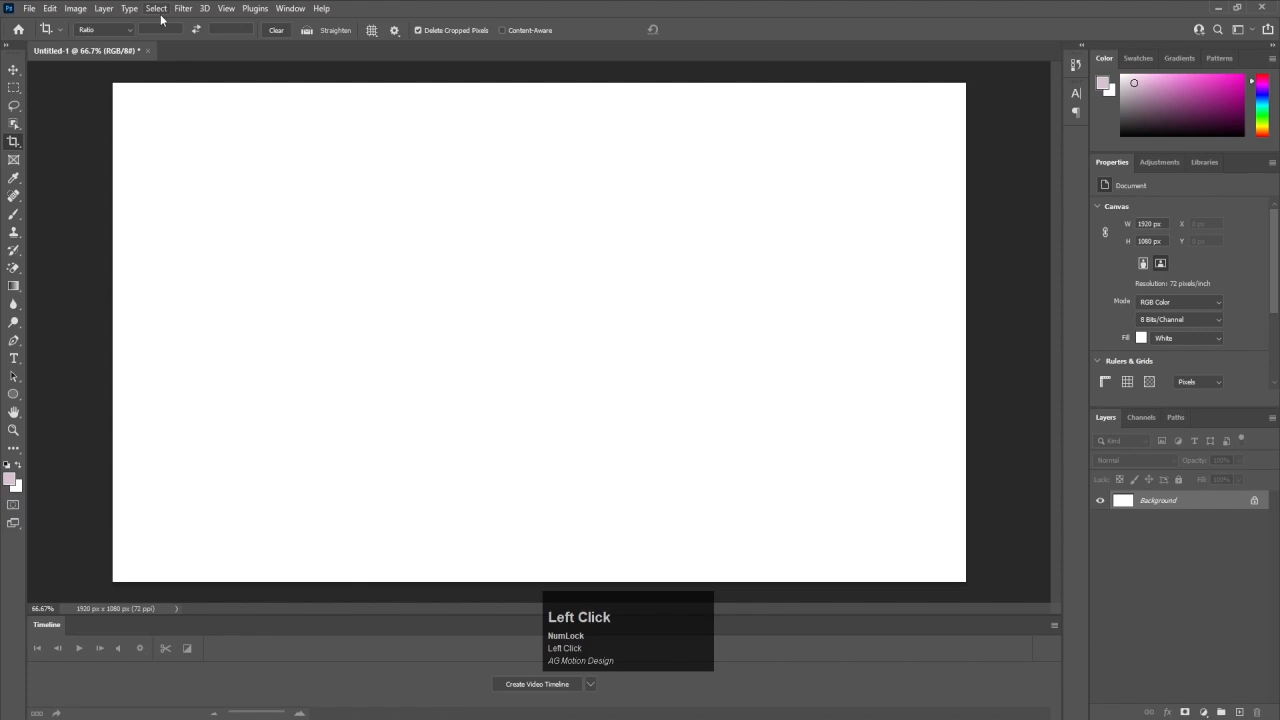 Ps File Edit Image Layer Type Select Filter 3D View Plugins Window Help
Ratio Clear Straighten Delete Cropped Pixels Content-Aware
Untitled-1 @ 66.7% (RGB/8#) * ×
Color Swatches Gradients Patterns
Properties Adjustments Libraries
Document
Canvas
W 1920 px X 0 px
H 1080 px Y 0 px
Resolution: 72 pixels/inch
Mode RGB Color
8 Bits/Channel
Fill White
Rulers & Grids
Pixels
Layers Channels Paths
Kind
Normal Opacity: 100%
Lock: Fill: 100%
Background
66.67% 1920 px x 1080 px (72 ppi)
Timeline
Left Click
NumLock
Left Click
AG Motion Design
Create Video Timeline
fx